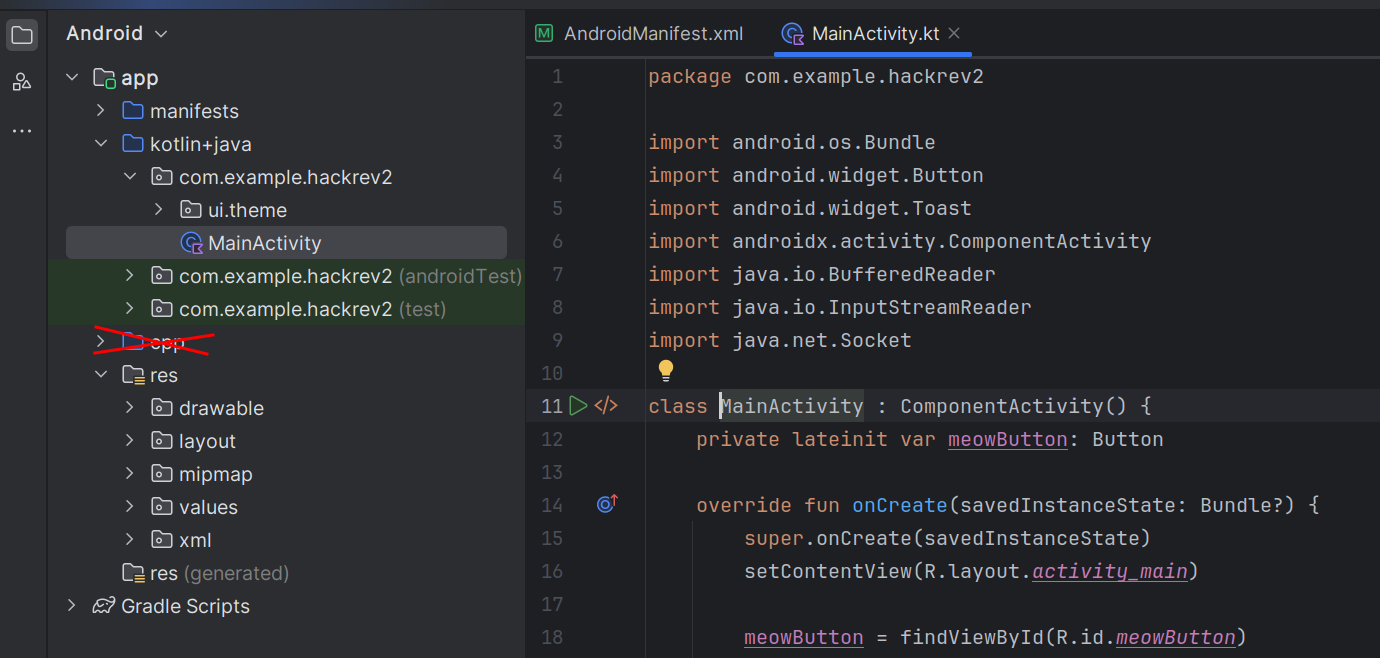 Android
AndroidManifest.xml
MainActivity.kt
app
manifests
kotlin+java
com.example.hackrev2
ui.theme
MainActivity
com.example.hackrev2 (androidTest)
com.example.hackrev2 (test)
cpp
res
drawable
layout
mipmap
values
xml
res (generated)
Gradle Scripts
1 package com.example.hackrev2
2
3 import android.os.Bundle
4 import android.widget.Button
5 import android.widget.Toast
6 import androidx.activity.ComponentActivity
7 import java.io.BufferedReader
8 import java.io.InputStreamReader
9 import java.net.Socket
10
11 class MainActivity : ComponentActivity() {
12 private lateinit var meowButton: Button
13
14 override fun onCreate(savedInstanceState: Bundle?) {
15 super.onCreate(savedInstanceState)
16 setContentView(R.layout.activity_main)
17
18 meowButton = findViewById(R.id.meowButton)